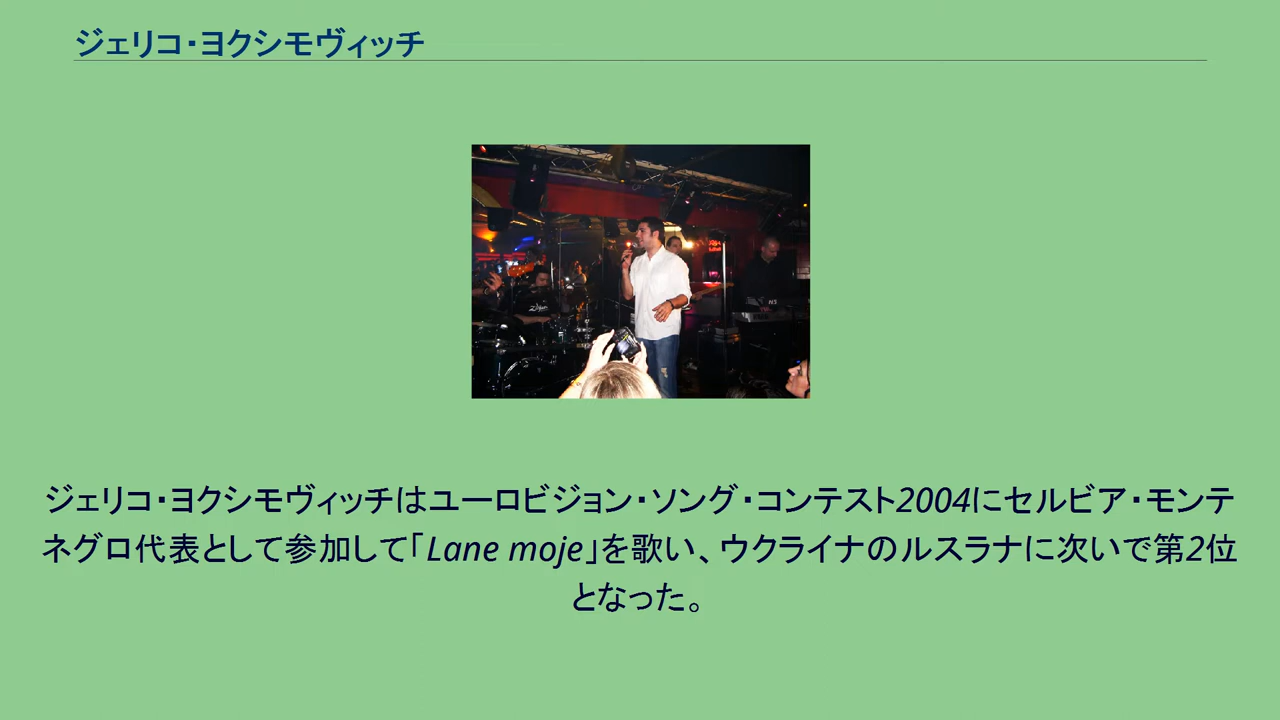 ジェリコ・ヨクシモヴィッチ
ジェリコ・ヨクシモヴィッチはユーロビジョン・ソング・コンテスト2004にセルビア・モンテ
ネグロ代表として参加して「Lane moje」を歌い、ウクライナのルスラナに次いで第2位
となった。